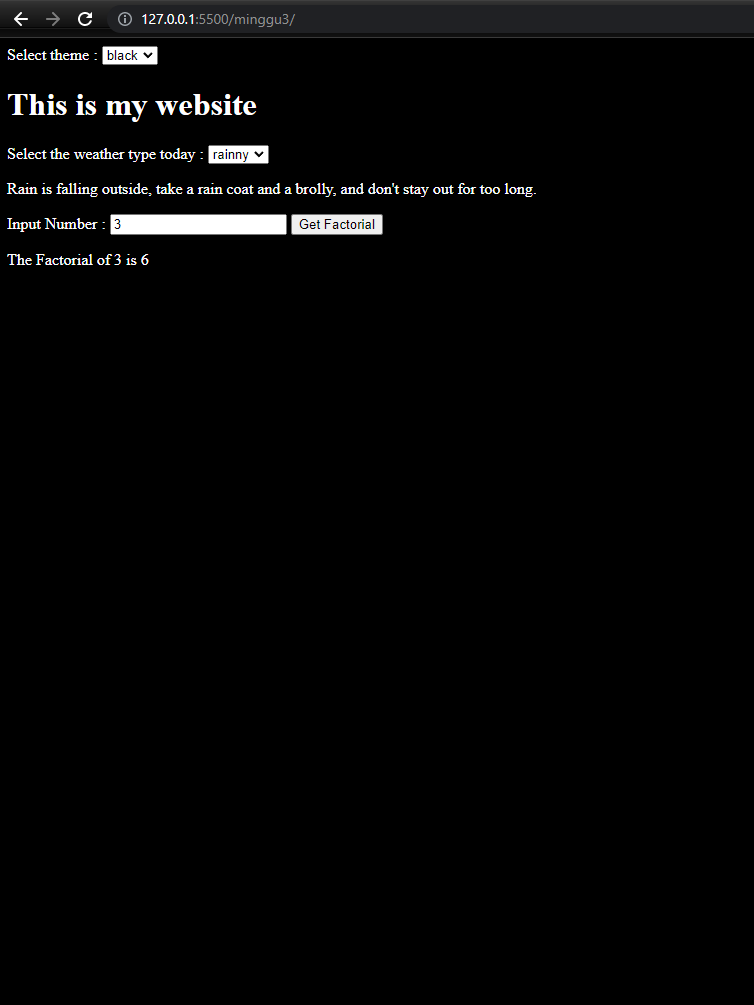 127.0.0.1:5500/minggu3/
Select theme : black
This is my website
Select the weather type today : rainny
Rain is falling outside, take a rain coat and a brolly, and don't stay out for too long.
Input Number : 3 Get Factorial
The Factorial of 3 is 6